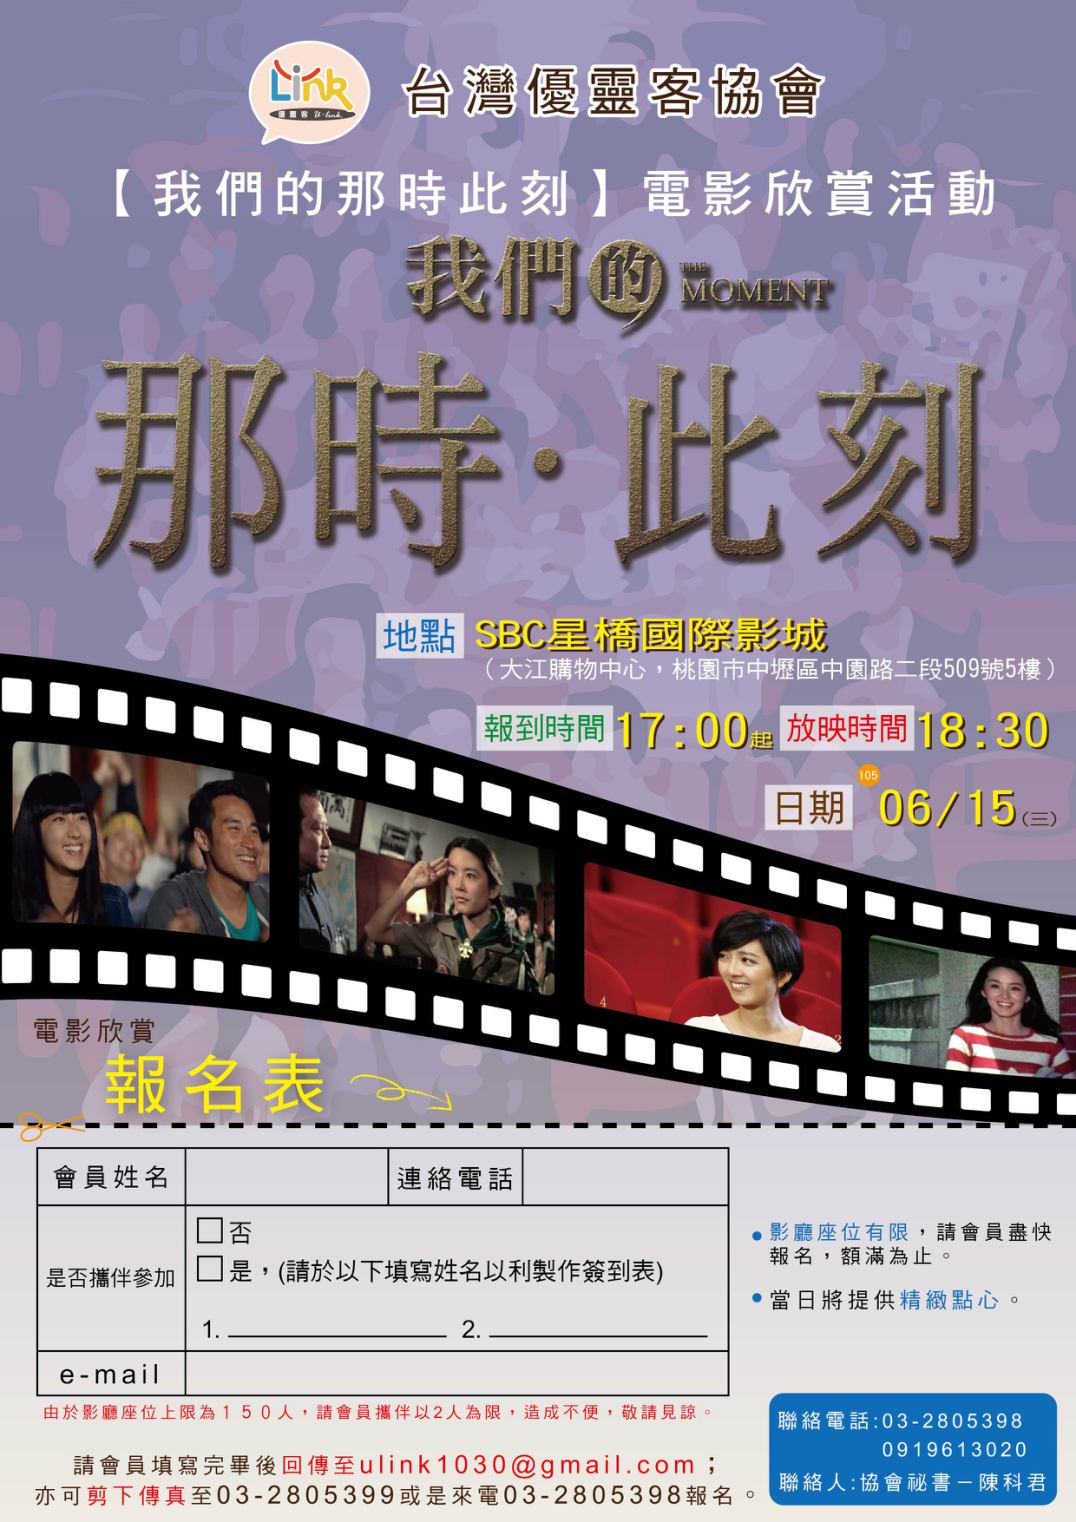 Link
優靈客 U-link
台灣優靈客協會
【我們的那時此刻】電影欣賞活動
我們的 THE MOMENT
那時·此刻
地點 SBC星橋國際影城
（大江購物中心，桃園市中壢區中園路二段509號5樓）
報到時間 17:00起 放映時間 18:30
日期 105 06/15(三)
電影欣賞
報名表
會員姓名 連絡電話
是否攜伴參加
□否
□是，(請於以下填寫姓名以利製作簽到表)
1. 2.
e-mail
由於影廳座位上限為150人，請會員攜伴以2人為限，造成不便，敬請見諒。
●影廳座位有限，請會員盡快
報名，額滿為止。
●當日將提供精緻點心。
請會員填寫完畢後回傳至ulink1030@gmail.com；
亦可剪下傳真至03-2805399或是來電03-2805398報名。
聯絡電話:03-2805398
0919613020
聯絡人:協會祕書－陳科君